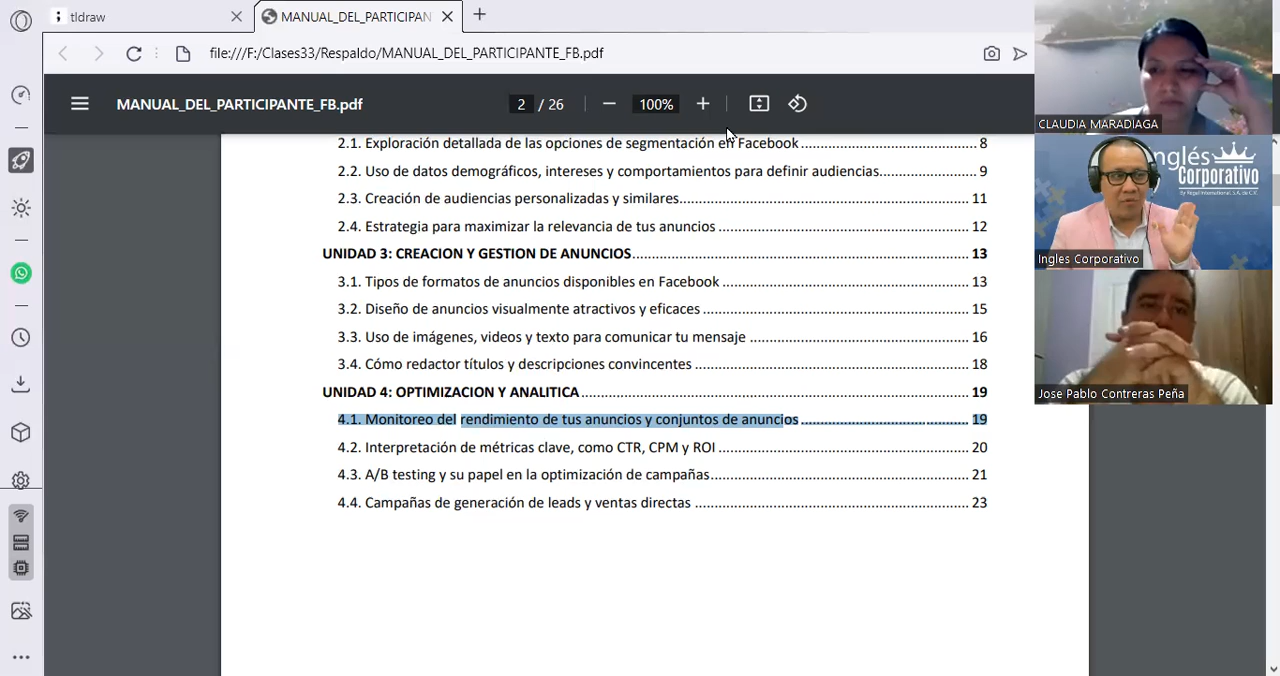 tldraw
MANUAL_DEL_PARTICIPAN
file:///F:/Clases33/Respaldo/MANUAL_DEL_PARTICIPANTE_FB.pdf
MANUAL_DEL_PARTICIPANTE_FB.pdf
2 / 26
100%
2.1. Exploración detallada de las opciones de segmentación en Facebook 8
2.2. Uso de datos demográficos, intereses y comportamientos para definir audiencias 9
2.3. Creación de audiencias personalizadas y similares 11
2.4. Estrategia para maximizar la relevancia de tus anuncios 12
UNIDAD 3: CREACION Y GESTION DE ANUNCIOS 13
3.1. Tipos de formatos de anuncios disponibles en Facebook 13
3.2. Diseño de anuncios visualmente atractivos y eficaces 15
3.3. Uso de imágenes, videos y texto para comunicar tu mensaje 16
3.4. Cómo redactor títulos y descripciones convincentes 18
UNIDAD 4: OPTIMIZACION Y ANALITICA 19
4.1. Monitoreo del rendimiento de tus anuncios y conjuntos de anuncios 19
4.2. Interpretación de métricas clave, como CTR, CPM y ROI 20
4.3. A/B testing y su papel en la optimización de campañas 21
4.4. Campañas de generación de leads y ventas directas 23
CLAUDIA MARADIAGA
Inglés
Corporativo
By Regal International, S.A. de C.V.
Ingles Corporativo
Jose Pablo Contreras Peña